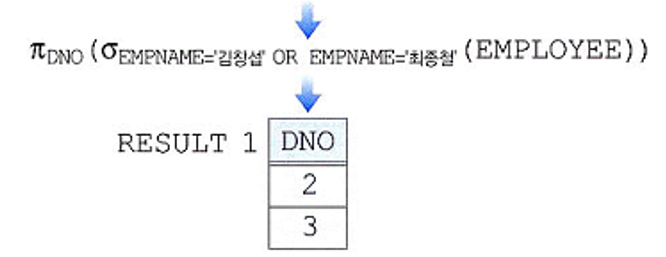 πDNO(σEMPNAME='김창섭' OR EMPNAME='최종철'(EMPLOYEE))
RESULT 1
DNO
2
3